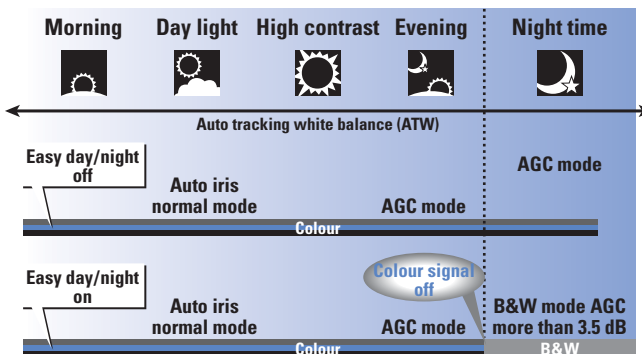 Morning Day light High contrast Evening Night time
Auto tracking white balance (ATW)
Easy day/night
off
AGC mode
Auto iris
normal mode
AGC mode
Colour
Easy day/night
on
Colour signal
off
Auto iris
normal mode
AGC mode
B&W mode AGC
more than 3.5 dB
Colour
B&W